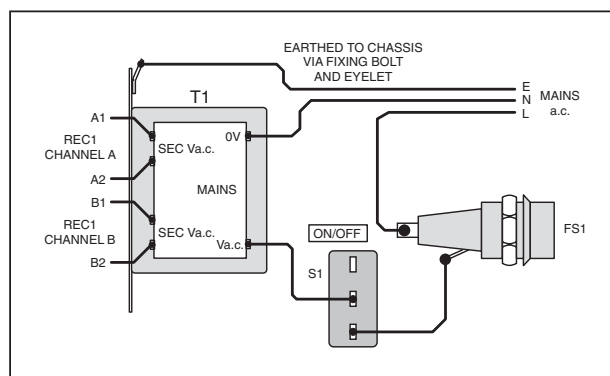 EARTHED TO CHASSIS
VIA FIXING BOLT
AND EYELET
E
N
L
MAINS
a.c.
T1
A1
REC1
CHANNEL A
A2
B1
REC1
CHANNEL B
B2
SEC Va.c.
SEC Va.c.
MAINS
0V
Va.c.
ON/OFF
S1
FS1